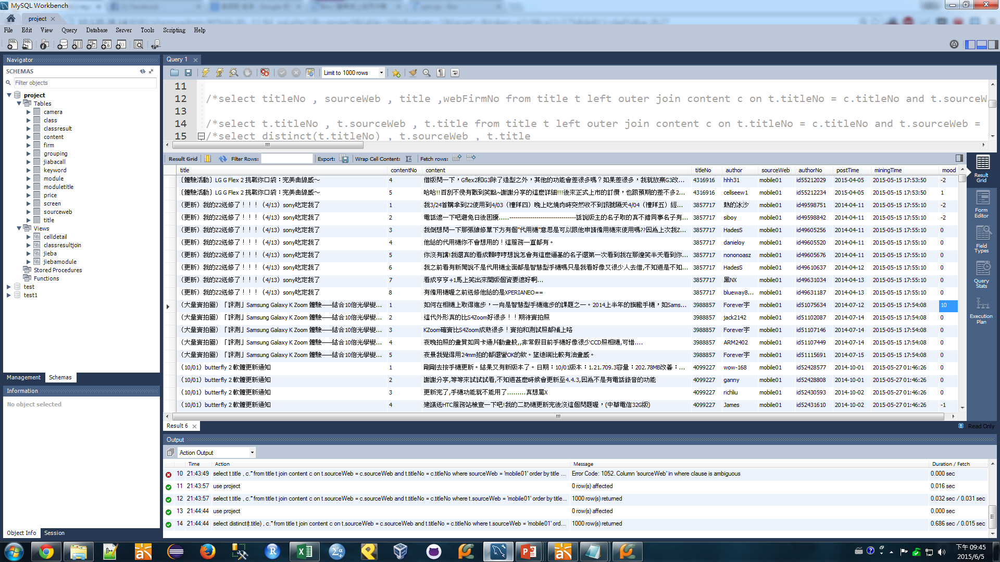 MySQL Workbench
project
File Edit View Query Database Server Tools Scripting Help
Navigator
SCHEMAS
Filter objects
project
Tables
camera
class
classresult
content
firm
grouping
jiabacall
keyword
module
moduletitle
price
screen
sourceweb
title
Views
celldetail
classresultjoin
jieba
jiebamodule
Stored Procedures
Functions
test
test1
Management Schemas
Information
No object selected
Object Info Session
Query 1
Limit to 1000 rows
11
12 /*select titleNo , sourceWeb , title ,webFirmNo from title t left outer join content c on t.titleNo = c.titleNo and t.sourceW
13
14 /*select t.titleNo , t.sourceWeb , t.title from title t left outer join content c on t.titleNo = c.titleNo and t.sourceWeb =
15 /*select distinct(t.titleNo) , t.sourceWeb , t.title
Result Grid Filter Rows: Export: Wrap Cell Content: Fetch rows:
title contentNo content titleNo author sourceWeb authorNo postTime miningTime mood
〔體驗活動〕LG G Flex 2 挑戰你口袋：完美曲線感～ 4 借版問一下，Gflex2和G3除了造型之外，其他的功能會差很多嗎？如果差很多，我就放棄G3改... 4316916 hhh31 mobile01 id55212029 2015-04-05 2015-05-15 17:53:50 -2
〔體驗活動〕LG G Flex 2 挑戰你口袋：完美曲線感～ 5 哈哈!!百刮不侵有戳到笑點~謝謝分享的這麼詳細!!!後來正式上市的訂價，也跟預期的差不多2... 4316916 cellseew1 mobile01 id55212234 2015-04-05 2015-05-15 17:53:50 1
（更新）我的Z2送修了！！！（4/13）sony吃定我了 1 我3/24首購拿到Z2使用到4/03（禮拜四）晚上吃燒肉時突然收不到訊號隔天4/04（禮拜五）經... 3857717 熱的冰沙 mobile01 id49598751 2014-04-11 2015-05-15 17:55:10 -2
（更新）我的Z2送修了！！！（4/13）sony吃定我了 2 電話遮一下吧避免日後困擾.....--------------------------------話說版主的名子取的真不錯同事名子有... 3857717 siboy mobile01 id49598842 2014-04-11 2015-05-15 17:55:10 -2
（更新）我的Z2送修了！！！（4/13）sony吃定我了 3 我倒想問一下那張維修單下方有個"代用機"意思是可以跟他申請備用機來使用嗎??因為上次我Z... 3857717 HadesS mobile01 id49605256 2014-04-11 2015-05-15 17:55:10 0
（更新）我的Z2送修了！！！（4/13）sony吃定我了 4 他給的代用機你不會想用的！這服務一直都有。 3857717 danieloy mobile01 id49605520 2014-04-11 2015-05-15 17:55:10 0
（更新）我的Z2送修了！！！（4/13）sony吃定我了 5 你沒有講!我還真的看成顆哼哼想說怎會有這麼逼基的名子還第一次看到我在那邊笑半天看到你... 3857717 nononoasz mobile01 id49605676 2014-04-11 2015-05-15 17:55:10 0
（更新）我的Z2送修了！！！（4/13）sony吃定我了 6 我之前看有新聞說不是代用機全面都是智慧型手機嗎只是我看好像又很少人去借,不知道是不知... 3857717 HadesS mobile01 id49610637 2014-04-12 2015-05-15 17:55:10 0
（更新）我的Z2送修了！！！（4/13）sony吃定我了 7 看成亨亨+1馬上笑出來開版個資要遮好啊... 3857717 黑NX mobile01 id49631034 2014-04-13 2015-05-15 17:55:10 0
（更新）我的Z2送修了！！！（4/13）sony吃定我了 8 有備用機喔之前送修他給的是XPERIANEO== 3857717 blueway8... mobile01 id49631187 2014-04-13 2015-05-15 17:55:10 0
（大量實拍圖）「評測」Samsung Galaxy K Zoom 體驗——結合10倍光學變... 1 如何在相機上取得進步，一向是智慧型手機進步的課題之一。2014上半年的旗艦手機，如Sams... 3988857 Forever宇 mobile01 id51075634 2014-07-12 2015-05-15 17:54:08 10
（大量實拍圖）「評測」Samsung Galaxy K Zoom 體驗——結合10倍光學變... 2 這代外形真的比S4Zoom好很多！！期待實拍照 3988857 jack2142 mobile01 id51102087 2014-07-14 2015-05-15 17:54:08 0
（大量實拍圖）「評測」Samsung Galaxy K Zoom 體驗——結合10倍光學變... 3 KZoom確實比S4Zoom成熟很多！實拍和測試照都補上咯 3988857 Forever宇 mobile01 id51107146 2014-07-14 2015-05-15 17:54:08 0
（大量實拍圖）「評測」Samsung Galaxy K Zoom 體驗——結合10倍光學變... 4 夜晚拍照的畫質如同卡通片動畫般,,非常假目前手機好像很少CCD照相機,可惜.... 3988857 ARM2402 mobile01 id51107449 2014-07-14 2015-05-15 17:54:08 0
（大量實拍圖）「評測」Samsung Galaxy K Zoom 體驗——結合10倍光學變... 5 夜景我覺得用24mm拍的都還蠻OK的欸。望遠端比較有油畫感。 3988857 Forever宇 mobile01 id51115691 2014-07-15 2015-05-15 17:54:08 0
（10/01）butterfly 2 軟體更新通知 1 剛剛去按手機更新。結果又有新版本了。日期：10/01版本：1.21.709.3容量：202.78MB改善：... 4099227 wow-168 mobile01 id52428577 2014-10-01 2015-05-27 01:46:26 0
（10/01）butterfly 2 軟體更新通知 2 謝謝分享,等等來試試試看,不知道甚麼時候會更新至4.4.3,因為不是有電話錄音的功能 4099227 ganny mobile01 id52428808 2014-10-01 2015-05-27 01:46:26 0
（10/01）butterfly 2 軟體更新通知 3 更新完了,手機功能就不能用了.........真想罵X 4099227 richliu mobile01 id52430593 2014-10-02 2015-05-27 01:46:26 0
（10/01）butterfly 2 軟體更新通知 4 建議送HTC服務站檢查一下吧!我的二奶機更新完後沒這個問題喔，(中華電信32G版) 4099227 James mobile01 id52431610 2014-10-02 2015-05-27 01:46:26 -1
Result Grid
Form Editor
Field Types
Query Stats
Execution Plan
Result 6
Read Only
Output
Action Output
Time Action Message Duration / Fetch
10 21:43:49 select t.title , c.* from title t join content c on t.sourceWeb = c.sourceWeb and t.titleNo = c.titleNo where sourceWeb = 'mobile01' order by title ... Error Code: 1052. Column 'sourceWeb' in where clause is ambiguous 0.000 sec
11 21:43:57 use project 0 row(s) affected 0.016 sec
12 21:43:57 select t.title , c.* from title t join content c on t.sourceWeb = c.sourceWeb and t.titleNo = c.titleNo where t.sourceWeb = 'mobile01' order by title... 1000 row(s) returned 0.032 sec / 0.031 sec
13 21:44:44 use project 0 row(s) affected 0.000 sec
14 21:44:44 select distinct(t.title) , c.* from title t join content c on t.sourceWeb = c.sourceWeb and t.titleNo = c.titleNo where t.sourceWeb = 'mobile01' ord... 1000 row(s) returned 0.686 sec / 0.015 sec
下午 09:45
2015/6/5